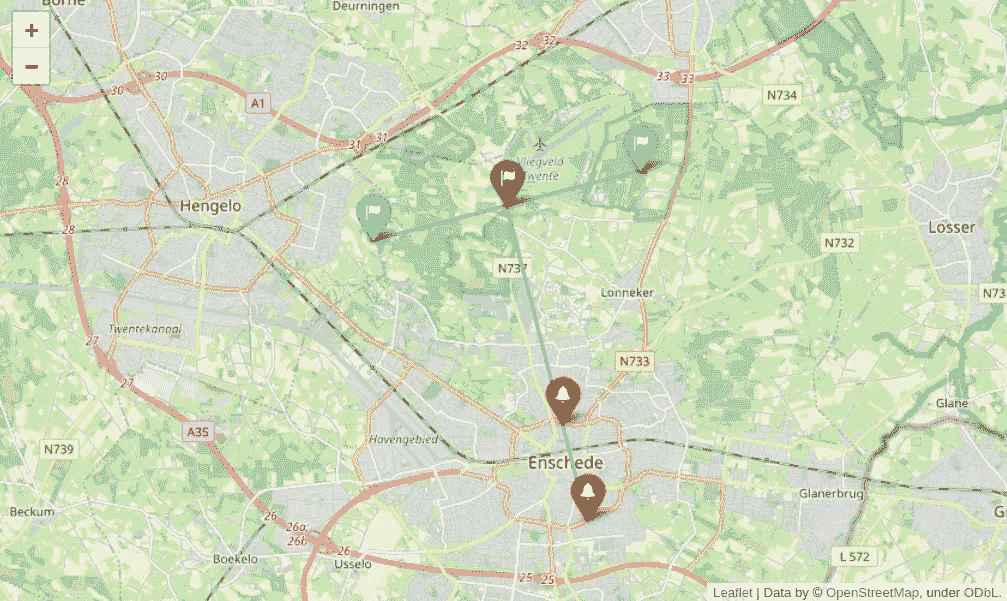 Borne
Deurningen
+
−
32
32
30
30
33
33
A1
N734
31
31
Vliegveld
Twente
28
Hengelo
28
Losser
N732
N737
Lonneker
N73
Twentekanaal
27
N733
27
Glane
A35
Havengebied
N739
Enschede
Glanerbrug
Beckum
26
26a;
26b
26
Boekelo
Usselo
L 572
25
25
Leaflet | Data by © OpenStreetMap, under ODbL.